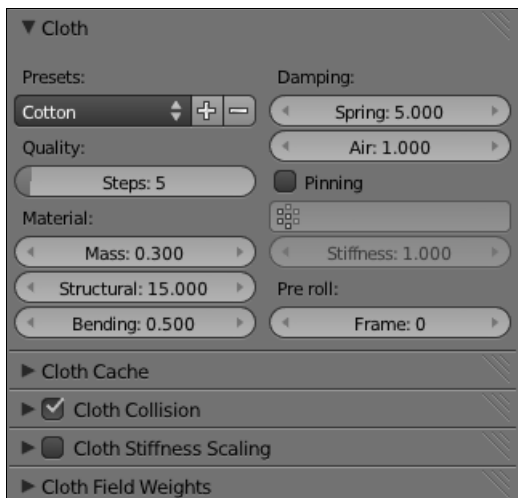 Cloth
Presets:
Cotton
Quality:
Steps: 5
Material:
Mass: 0.300
Structural: 15.000
Bending: 0.500
Damping:
Spring: 5.000
Air: 1.000
Pinning
Stiffness: 1.000
Pre roll:
Frame: 0
Cloth Cache
Cloth Collision
Cloth Stiffness Scaling
Cloth Field Weights